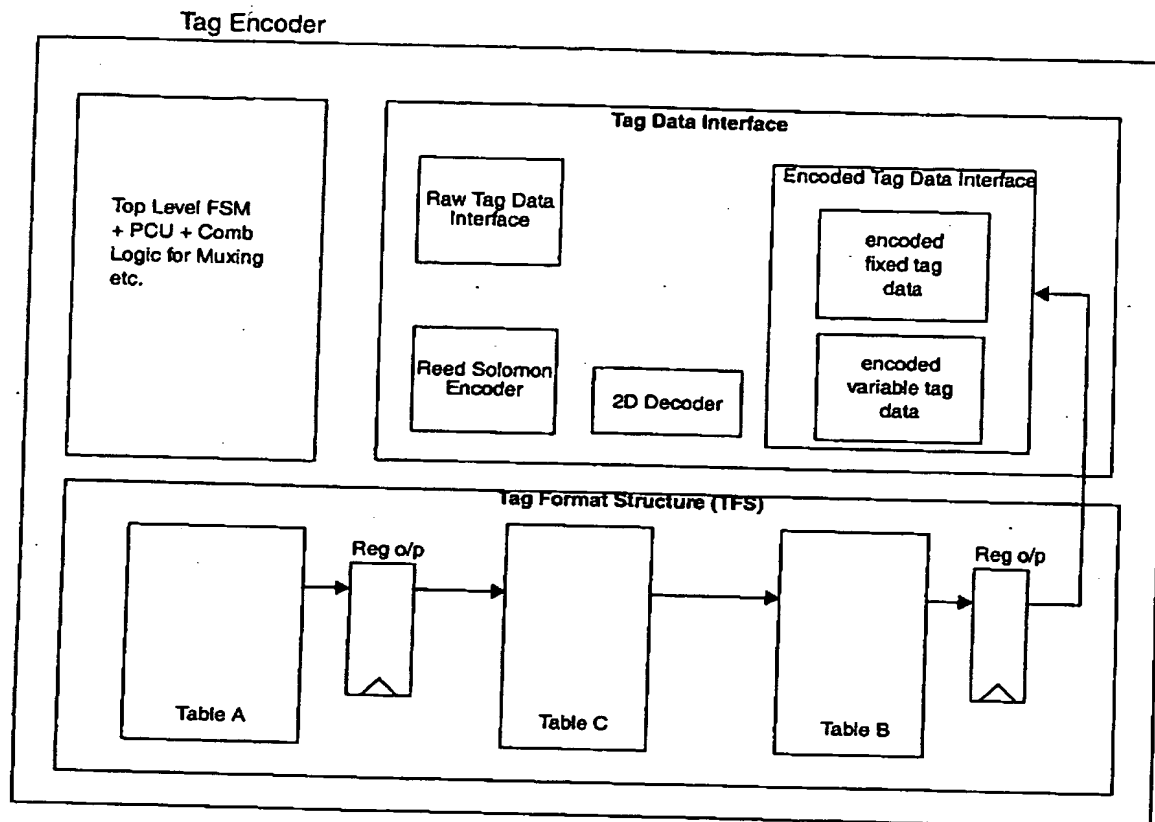 Tag Encoder
Top Level FSM
+ PCU + Comb
Logic for Muxing
etc.
Tag Data Interface
Raw Tag Data
Interface
Reed Solomon
Encoder
2D Decoder
Encoded Tag Data Interface
encoded
fixed tag
data
encoded
variable tag
data
Tag Format Structure (TFS)
Table A
Reg o/p
Table C
Table B
Reg o/p